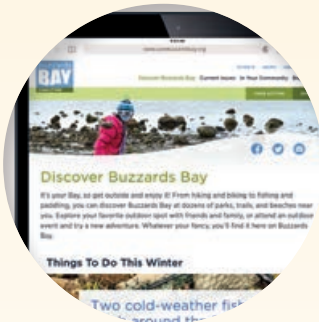 BAY
Discover Buzzards Bay Current Issues In Your Community
Discover Buzzards Bay
It's your Bay, so get outside and enjoy it! From hiking and biking to fishing and
paddling, you can discover Buzzards Bay at dozens of parks, trails, and beaches near
you. Explore your favorite outdoor spot with friends and family, or attend an outdoor
event and try a new adventure. Whatever your fancy, you'll find it here on Buzzards
Bay.
Things To Do This Winter
Two cold-weather fish
around